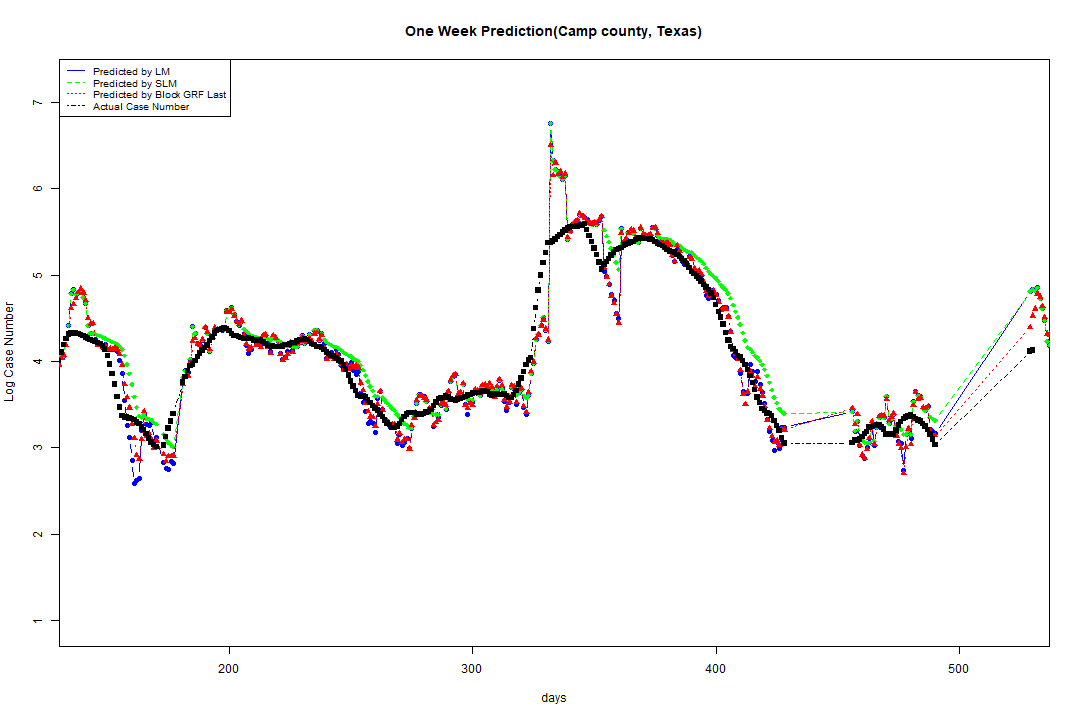 One Week Prediction(Camp county, Texas)
Predicted by LM
Predicted by SLM
Predicted by Block GRF Last
Actual Case Number
7
6
5
4
3
2
1
Log Case Number
200 300 400 500
days